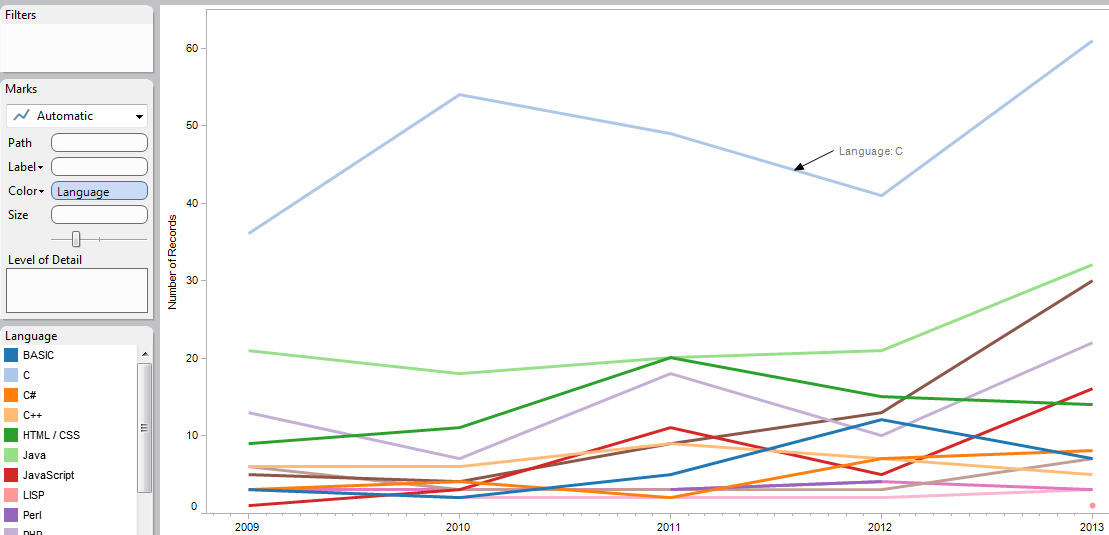 Filters
Marks
Automatic
Path
Label
Color
Language
Size
Level of Detail
Language
BASIC
C
C#
C++
HTML / CSS
Java
JavaScript
LISP
Perl
PHP
Number of Records
60
50
40
30
20
10
0
Language: C
2009
2010
2011
2012
2013